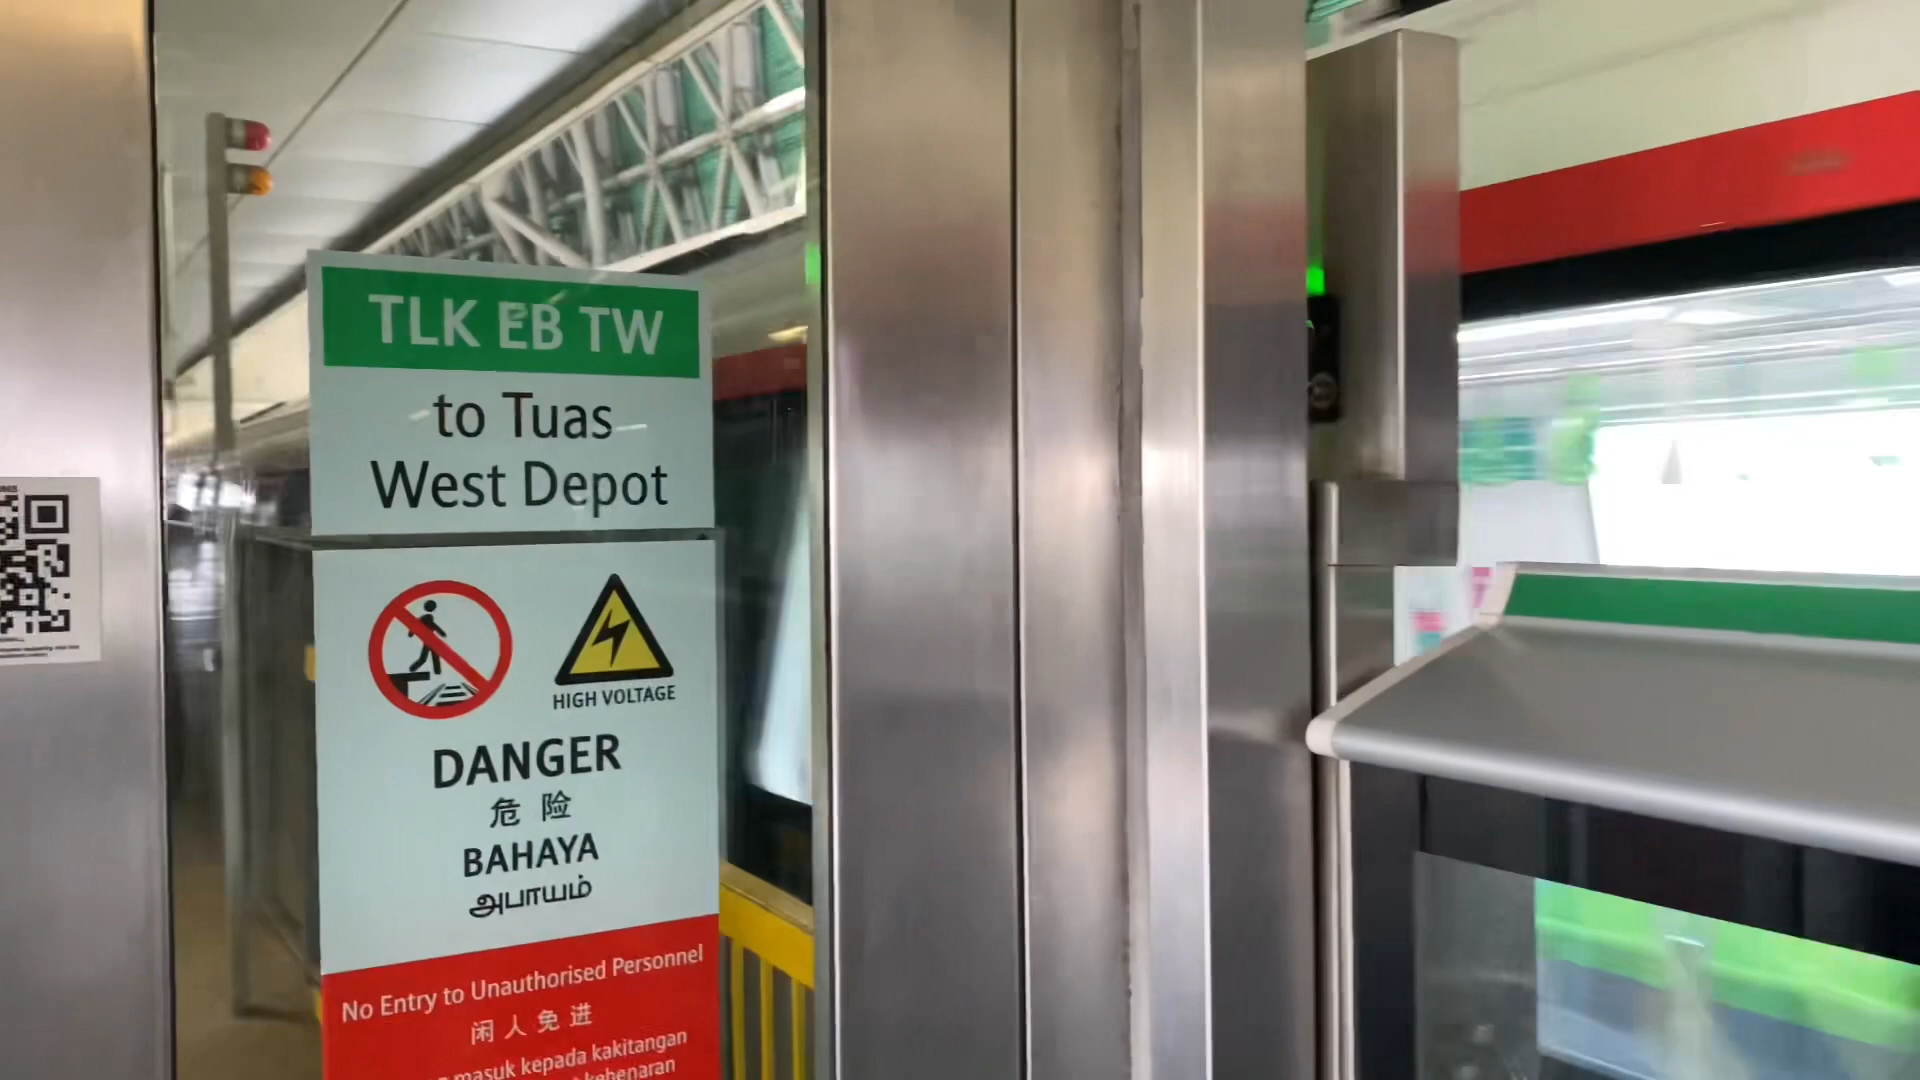 TLK EB TW
to Tuas
West Depot
HIGH VOLTAGE
DANGER
危险
BAHAYA
அபாயம்
No Entry to Unauthorised Personnel
闲人免进
masuk kepada kakitangan
kebenaran